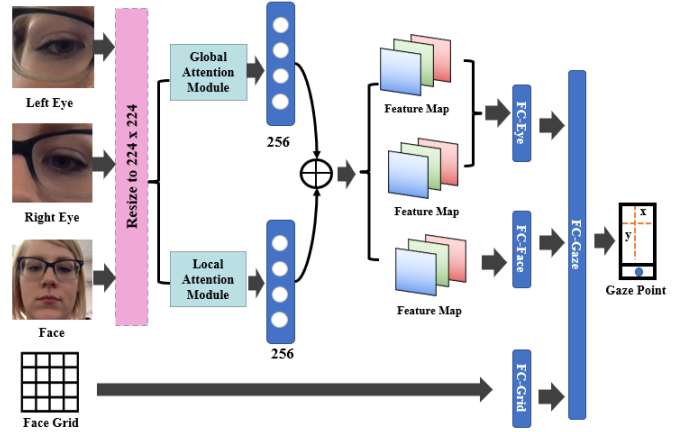 Left Eye
Right Eye
Face
Face Grid
Resize to 224 x 224
Global
Attention
Module
256
Local
Attention
Module
256
Feature Map
Feature Map
Feature Map
FC-Eye
FC-Face
FC-Grid
FC-Gaze
x
y
Gaze Point